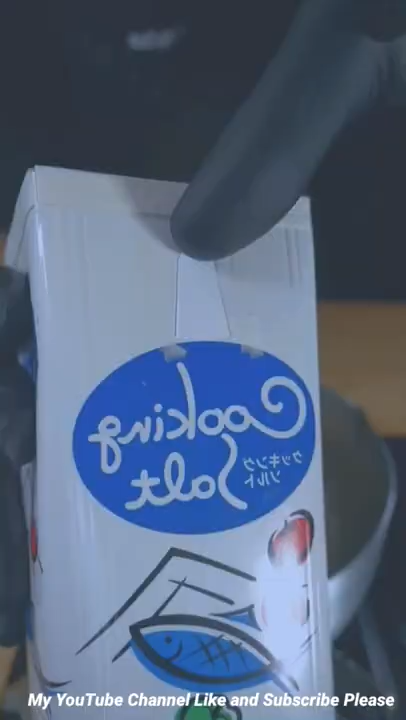 Cooking
Salt
クッキング
ソルト
My YouTube Channel Like and Subscribe Please